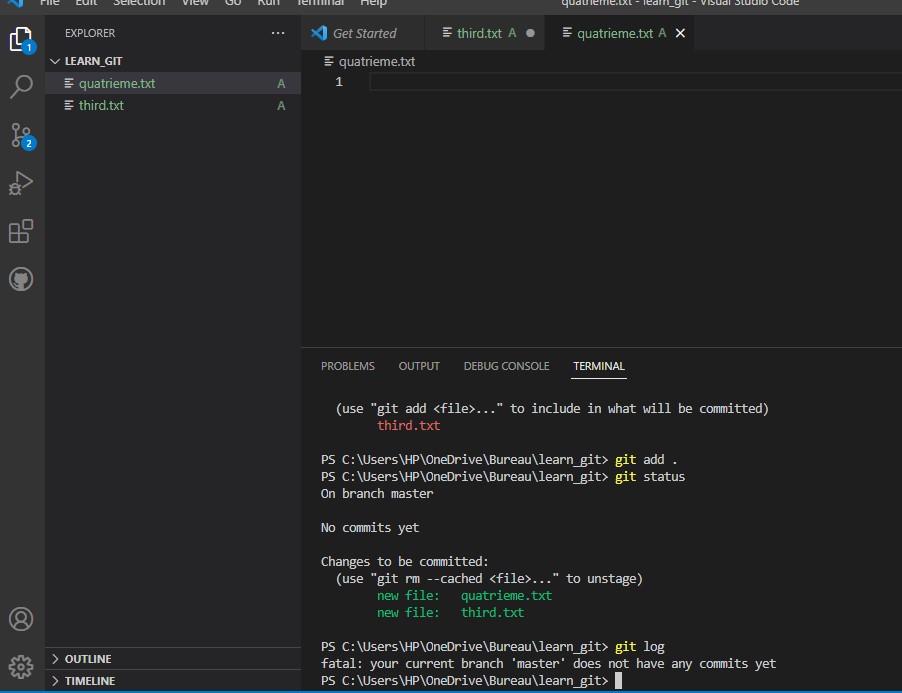 File Edit Selection View Go Run Terminal Help quatrieme.txt - learn_git - Visual Studio Code
EXPLORER ...
LEARN_GIT
quatrieme.txt A
third.txt A
1
2
Get Started third.txt A quatrieme.txt A
quatrieme.txt
1
PROBLEMS OUTPUT DEBUG CONSOLE TERMINAL
(use "git add <file>..." to include in what will be committed)
third.txt
PS C:\Users\HP\OneDrive\Bureau\learn_git> git add .
PS C:\Users\HP\OneDrive\Bureau\learn_git> git status
On branch master
No commits yet
Changes to be committed:
(use "git rm --cached <file>..." to unstage)
new file: quatrieme.txt
new file: third.txt
PS C:\Users\HP\OneDrive\Bureau\learn_git> git log
fatal: your current branch 'master' does not have any commits yet
PS C:\Users\HP\OneDrive\Bureau\learn_git>
OUTLINE
TIMELINE